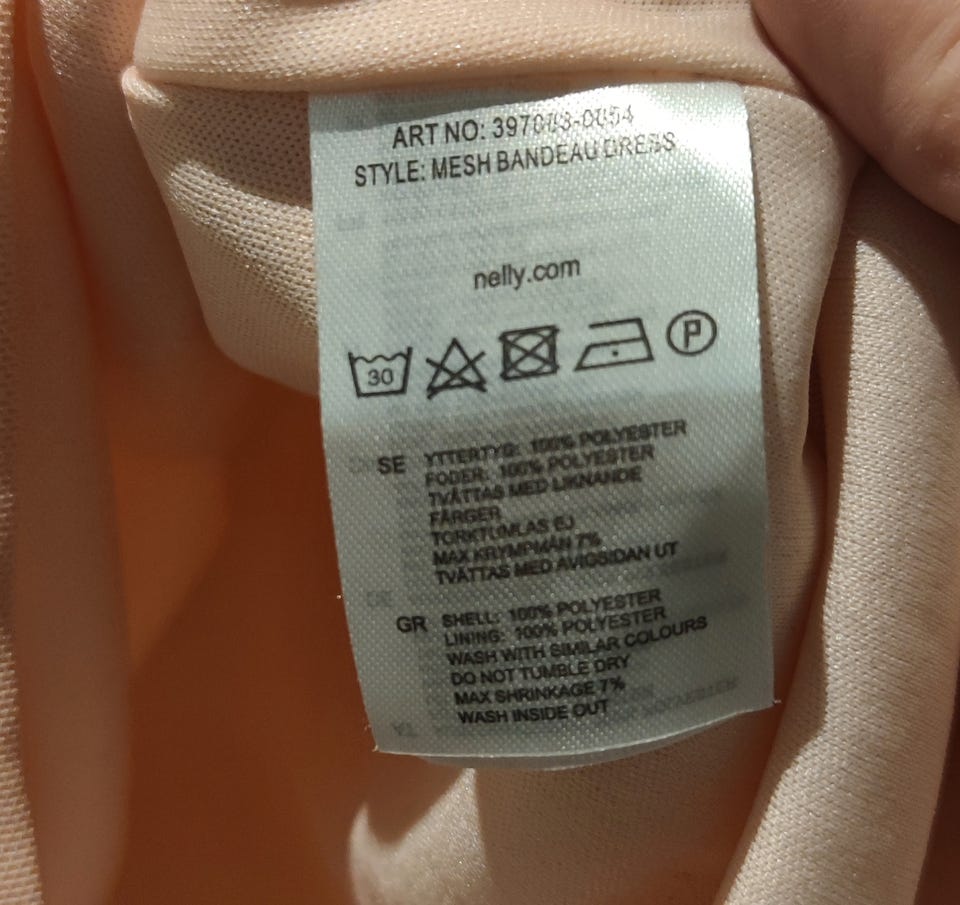 ART NO: 397003-0054
STYLE: MESH BANDEAU DRESS
nelly.com
30
P
SE YTTERTYG: 100% POLYESTER
FODER: 100% POLYESTER
TVÄTTAS MED LIKNANDE
FÄRGER
TORKTUMLAS EJ
MAX KRYMPMÅN 7%
TVÄTTAS MED AVIGSIDAN UT
GR SHELL: 100% POLYESTER
LINING: 100% POLYESTER
WASH WITH SIMILAR COLOURS
DO NOT TUMBLE DRY
MAX SHRINKAGE 7%
WASH INSIDE OUT